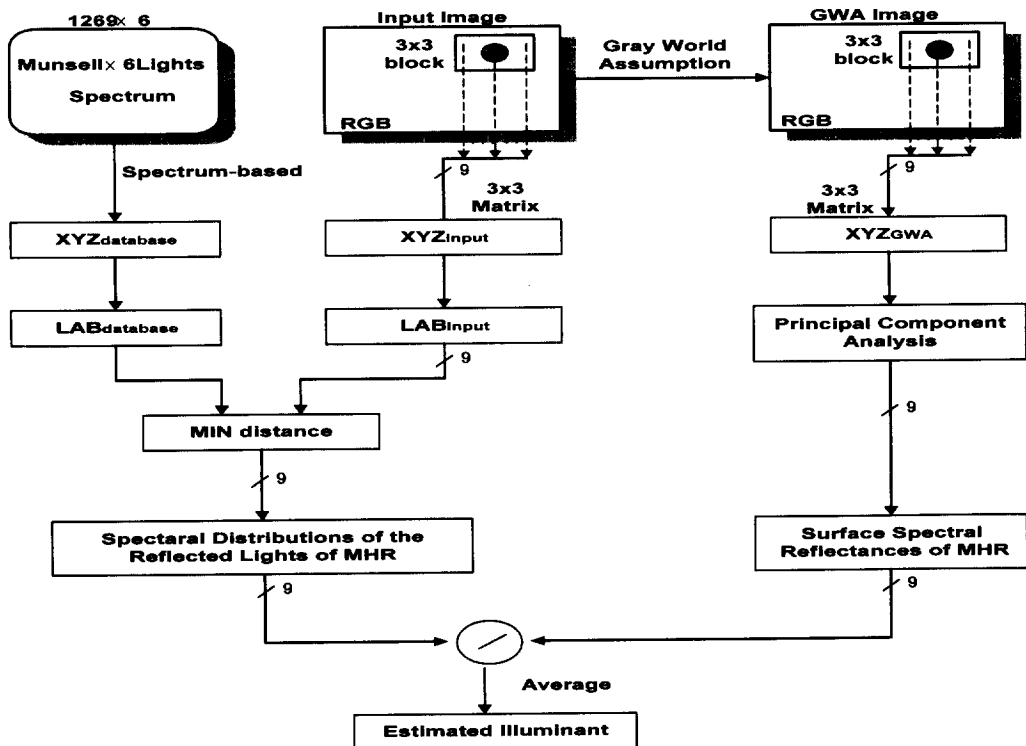 1269× 6
Munsell× 6Lights
Spectrum
Input Image
3x3
block
RGB
Gray World
Assumption
GWA Image
3x3
block
RGB
Spectrum-based
9
3x3
Matrix
9
3x3
Matrix
XYZdatabase
XYZInput
XYZGWA
LABdatabase
LABInput
Principal Component
Analysis
9
MIN distance
9
9
Spectaral Distributions of the
Reflected Lights of MHR
Surface Spectral
Reflectances of MHR
9
9
Average
Estimated Illuminant